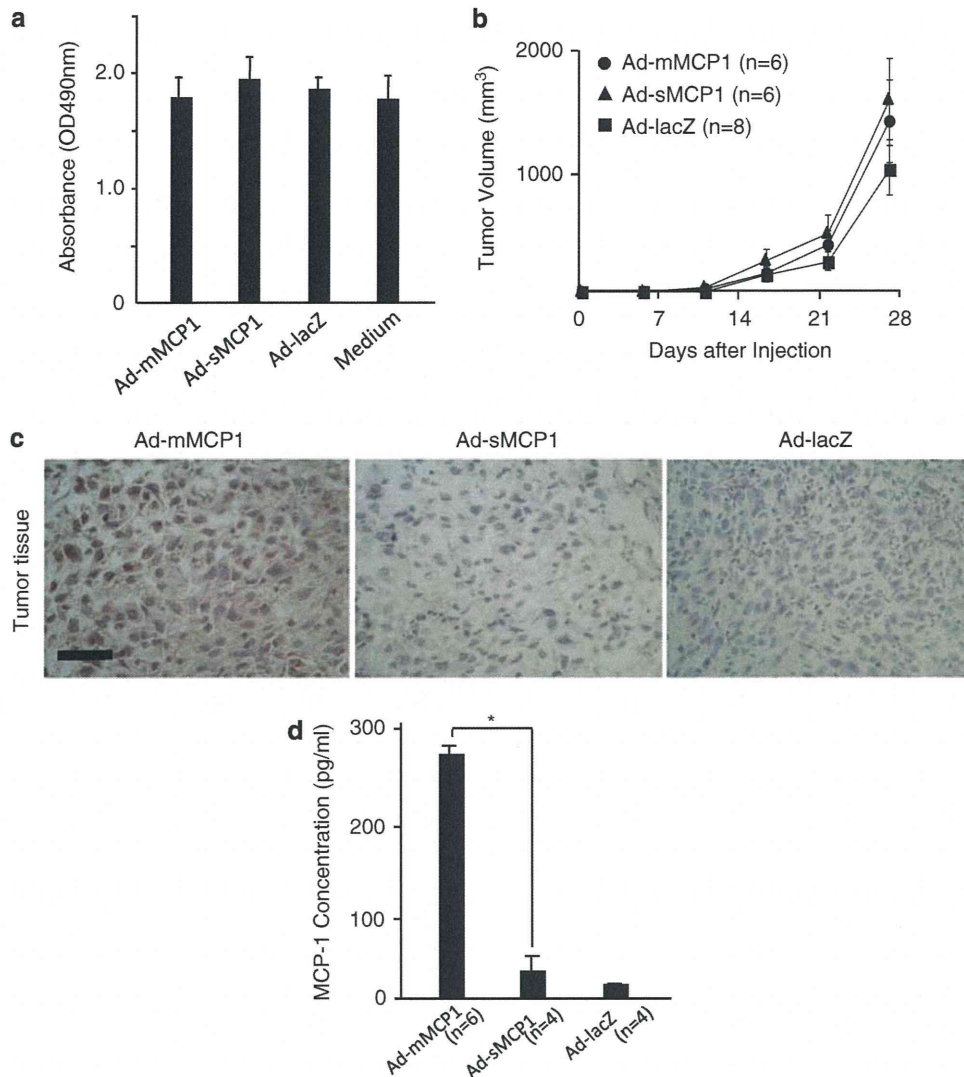 a
Absorbance (OD490nm)
2.0
1.0
0
Ad-mMCP1
Ad-sMCP1
Ad-lacZ
Medium
b
Tumor Volume (mm³)
2000
1000
Ad-mMCP1 (n=6)
Ad-sMCP1 (n=6)
Ad-lacZ (n=8)
0 7 14 21 28
Days after Injection
c
Ad-mMCP1 Ad-sMCP1 Ad-lacZ
Tumor tissue
d
MCP-1 Concentration (pg/ml)
300
200
100
0
*
Ad-mMCP1
(n=6)
Ad-sMCP1
(n=4)
Ad-lacZ
(n=4)